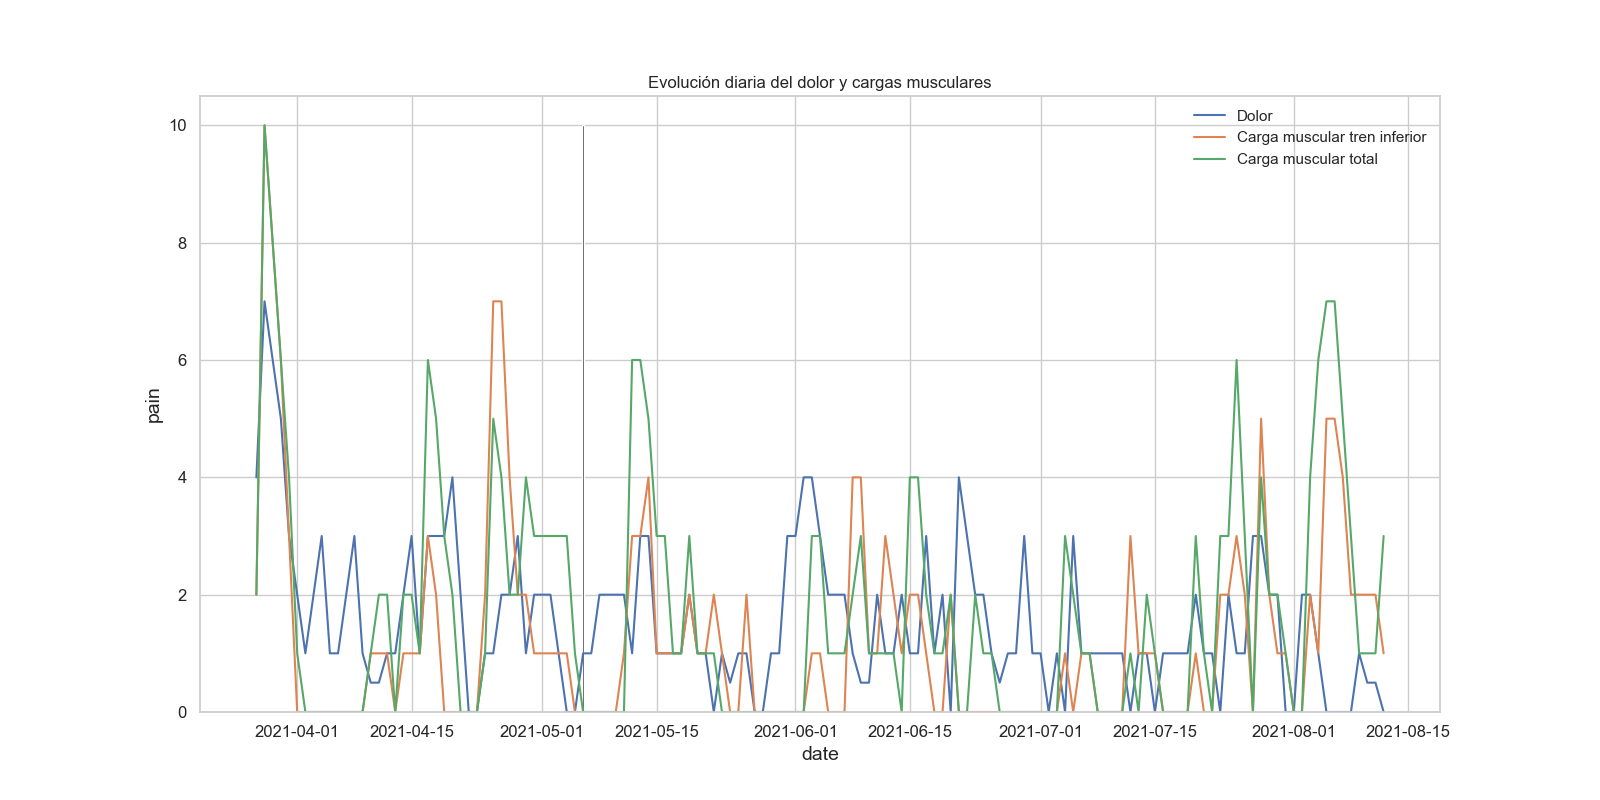 Evolución diaria del dolor y cargas musculares
Dolor
Carga muscular tren inferior
Carga muscular total
10
8
6
4
2
0
pain
2021-04-01
2021-04-15
2021-05-01
2021-05-15
2021-06-01
2021-06-15
2021-07-01
2021-07-15
2021-08-01
2021-08-15
date